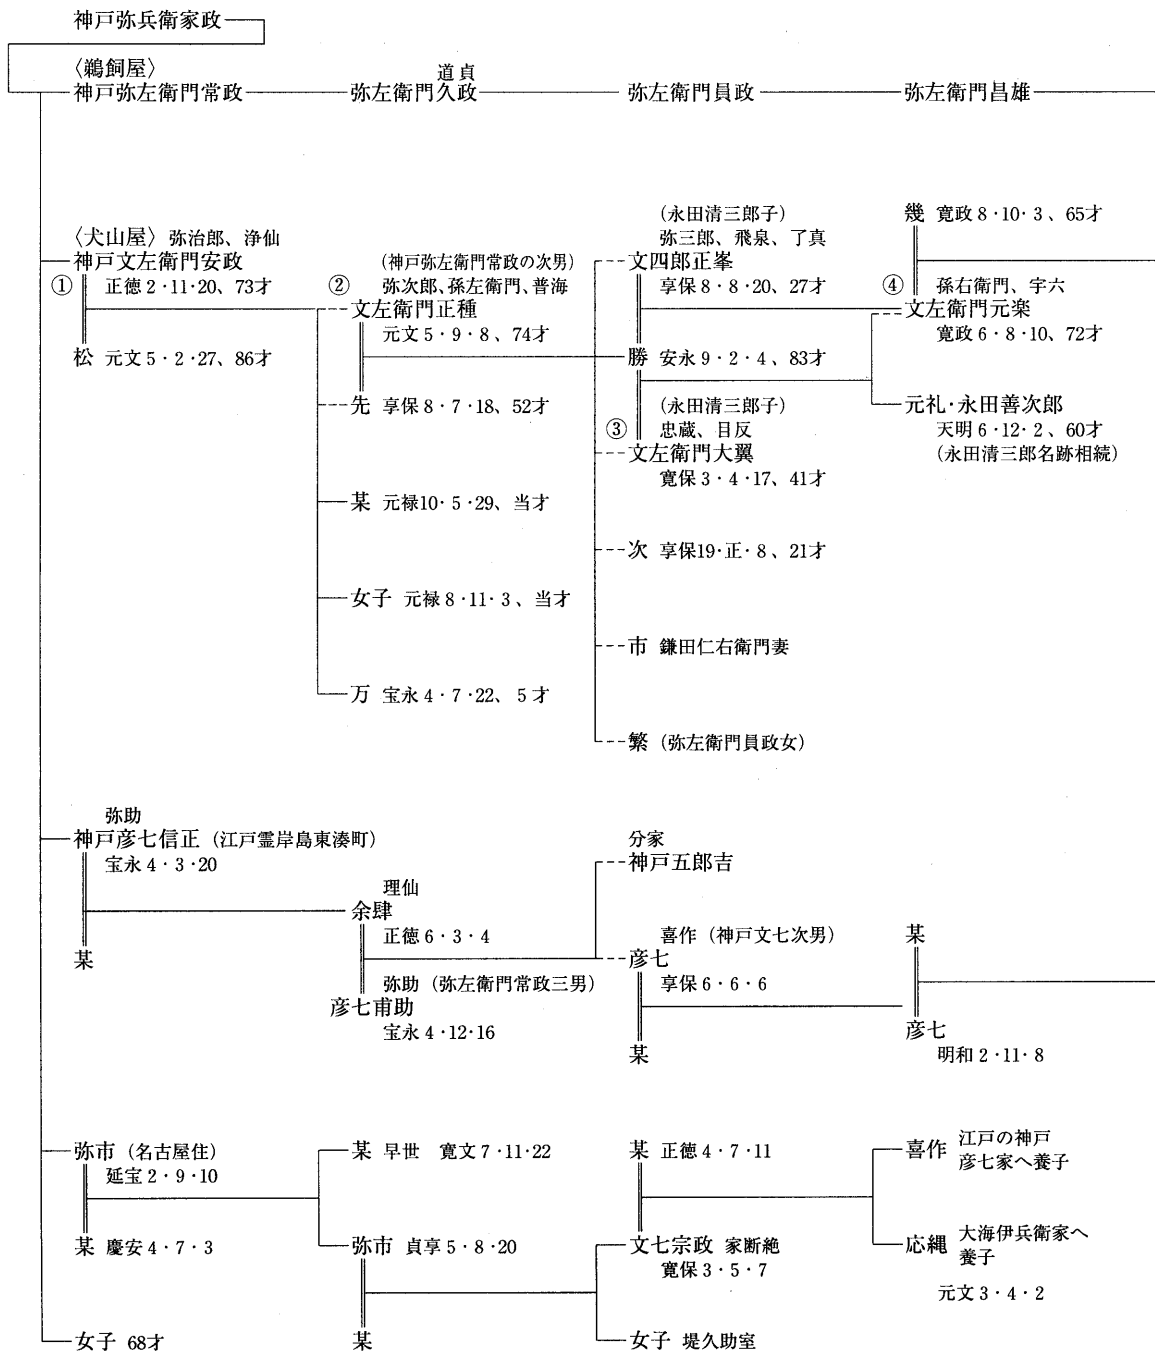 神戸弥兵衛家政
〈鵜飼屋〉
神戸弥左衛門常政
道貞
弥左衛門久政
弥左衛門員政
弥左衛門昌雄
〈犬山屋〉弥治郎、浄仙
神戸文左衛門安政
①
正徳2・11・20、73才
松 元文5・2・27、86才
(神戸弥左衛門常政の次男)
②
弥次郎、孫左衛門、普海
文左衛門正種
元文5・9・8、74才
先 享保8・7・18、52才
某 元禄10・5・29、当才
女子 元禄8・11・3、当才
万 宝永4・7・22、5才
(永田清三郎子)
弥三郎、飛泉、了真
文四郎正峯
享保8・8・20、27才
勝 安永9・2・4、83才
(永田清三郎子)
③
忠蔵、目反
文左衛門大翼
寛保3・4・17、41才
次 享保19・正・8、21才
市 鎌田仁右衛門妻
繁(弥左衛門員政女)
幾 寛政8・10・3、65才
④
孫右衛門、宇六
文左衛門元楽
寛政6・8・10、72才
元礼・永田善次郎
天明6・12・2、60才
(永田清三郎名跡相続)
弥助
神戸彦七信正(江戸霊岸島東湊町)
宝永4・3・20
某
理仙
余肆
正徳6・3・4
弥助(弥左衛門常政三男)
彦七甫助
宝永4・12・16
分家
神戸五郎吉
喜作(神戸文七次男)
彦七
享保6・6・6
某
某
彦七
明和2・11・8
弥市(名古屋住)
延宝2・9・10
某 慶安4・7・3
女子 68才
某 早世 寛文7・11・22
弥市 貞享5・8・20
某
某 正徳4・7・11
文七宗政 家断絶
寛保3・5・7
女子 堤久助室
喜作 江戸の神戸
彦七家へ養子
応縄 大海伊兵衛家へ
養子
元文3・4・2